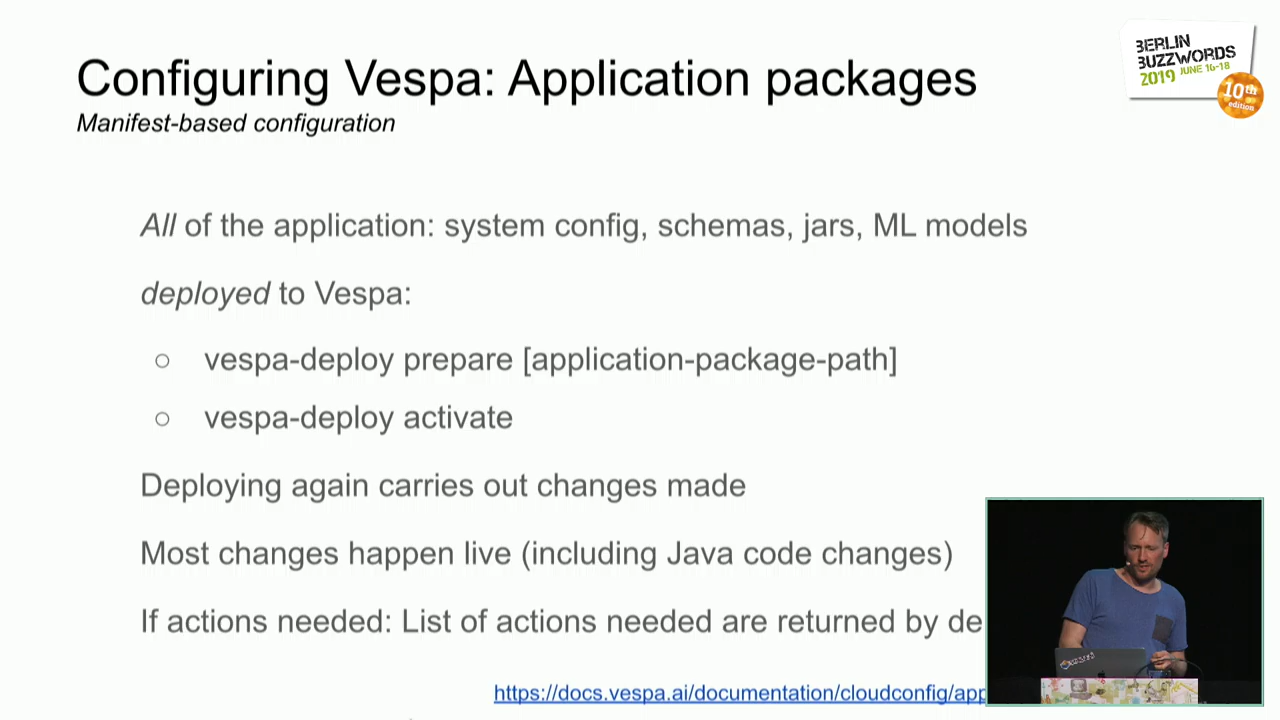 Configuring Vespa: Application packages
Manifest-based configuration
BERLIN
BUZZWORDS
2019 JUNE 16-18
10th
edition
All of the application: system config, schemas, jars, ML models
deployed to Vespa:
○ vespa-deploy prepare [application-package-path]
○ vespa-deploy activate
Deploying again carries out changes made
Most changes happen live (including Java code changes)
If actions needed: List of actions needed are returned by de
https://docs.vespa.ai/documentation/cloudconfig/app